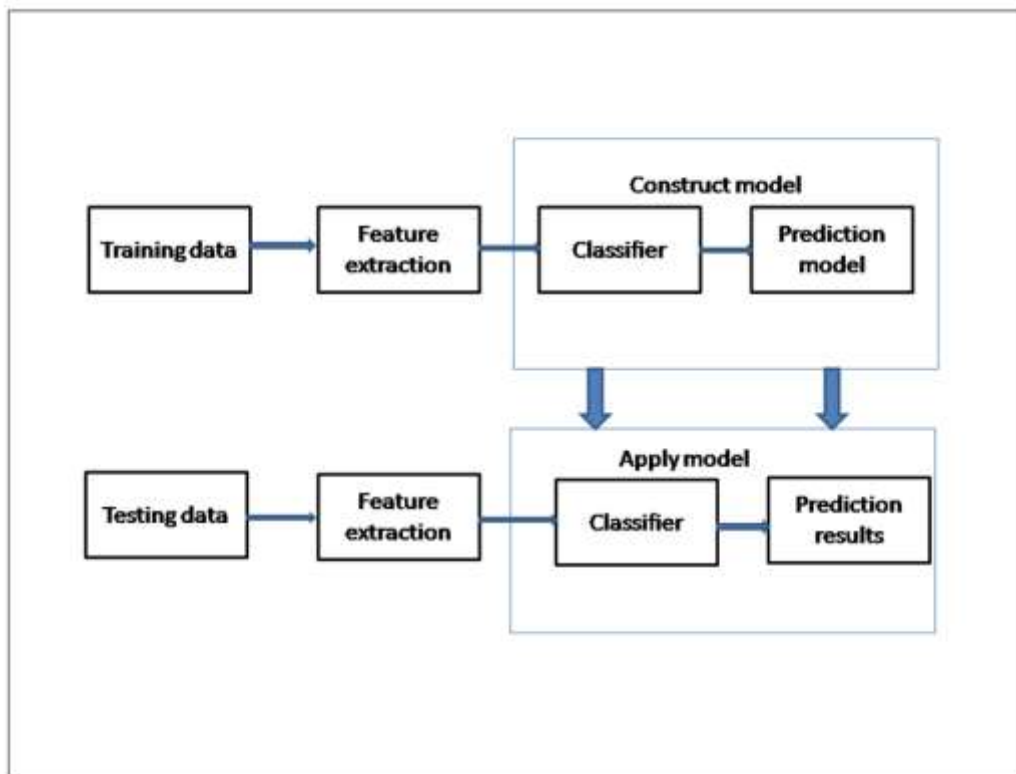 Construct model
Training data
Feature
extraction
Classifier
Prediction
model
Apply model
Testing data
Feature
extraction
Classifier
Prediction
results